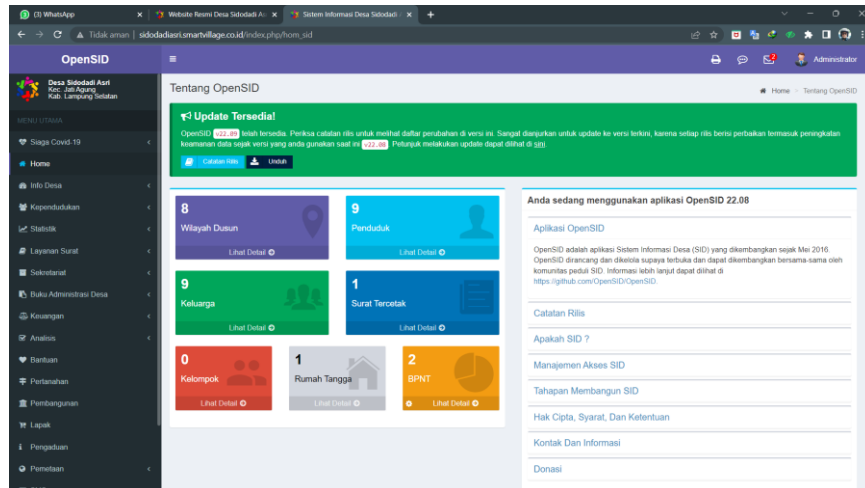 (3) WhatsApp
Website Resmi Desa Sidodadi As
Sistem Informasi Desa Sidodadi
Tidak aman
sidodadiasri.smartvillage.co.id/index.php/hom_sid
OpenSID
Administrator
Desa Sidodadi Asri
Kec. Jati Agung
Kab. Lampung Selatan
MENU UTAMA
Siaga Covid-19
Home
Info Desa
Kependudukan
Statistik
Layanan Surat
Sekretariat
Buku Administrasi Desa
Keuangan
Analisis
Bantuan
Pertanahan
Pembangunan
Lapak
Pengaduan
Pemetaan
Tentang OpenSID
Home > Tentang OpenSID
Update Tersedia!
OpenSID v22.09 telah tersedia. Periksa catatan rilis untuk melihat daftar perubahan di versi ini. Sangat dianjurkan untuk update ke versi terkini, karena setiap rilis berisi perbaikan termasuk peningkatan
keamanan data sejak versi yang anda gunakan saat ini v22.08. Petunjuk melakukan update dapat dilihat di sini.
Catatan Rilis
Unduh
8
Wilayah Dusun
Lihat Detail
9
Penduduk
Lihat Detail
9
Keluarga
Lihat Detail
1
Surat Tercetak
Lihat Detail
0
Kelompok
Lihat Detail
1
Rumah Tangga
Lihat Detail
2
BPNT
Lihat Detail
Anda sedang menggunakan aplikasi OpenSID 22.08
Aplikasi OpenSID
OpenSID adalah aplikasi Sistem Informasi Desa (SID) yang dikembangkan sejak Mei 2016.
OpenSID dirancang dan dikelola supaya terbuka dan dapat dikembangkan bersama-sama oleh
komunitas peduli SID. Informasi lebih lanjut dapat dilihat di
https://github.com/OpenSID/OpenSID.
Catatan Rilis
Apakah SID ?
Manajemen Akses SID
Tahapan Membangun SID
Hak Cipta, Syarat, Dan Ketentuan
Kontak Dan Informasi
Donasi